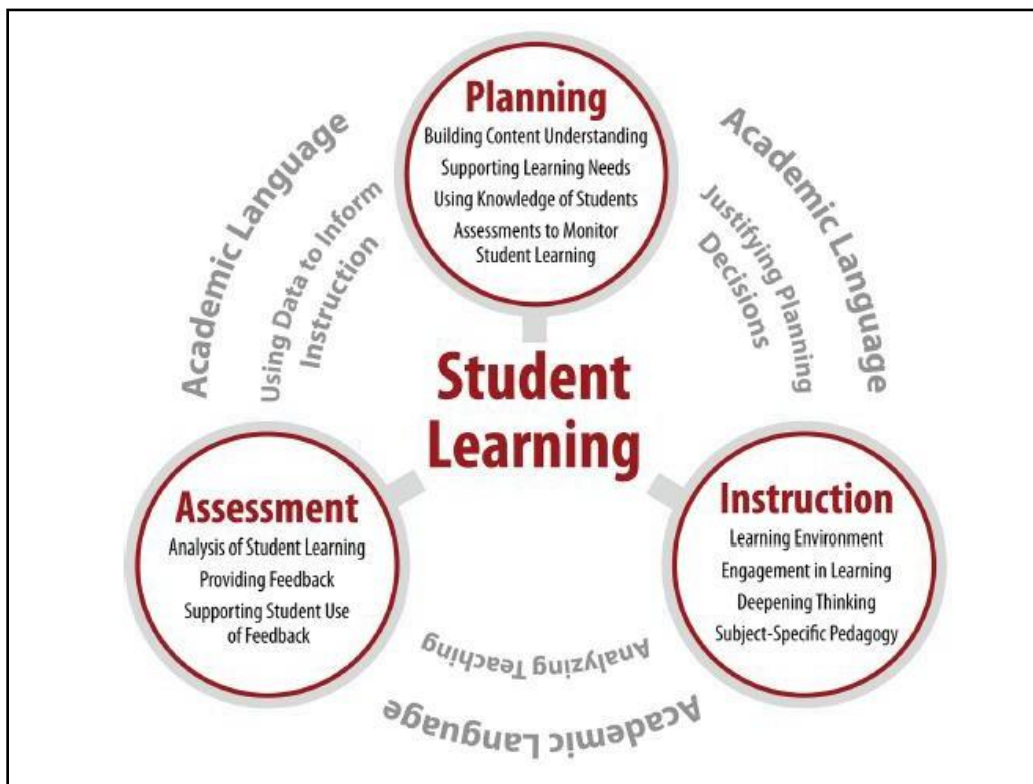 Planning
Building Content Understanding
Supporting Learning Needs
Using Knowledge of Students
Assessments to Monitor
Student Learning
Academic Language
Using Data to Inform
Instruction
Academic Language
Justifying Planning
Decisions
Student
Learning
Assessment
Analysis of Student Learning
Providing Feedback
Supporting Student Use
of Feedback
Instruction
Learning Environment
Engagement in Learning
Deepening Thinking
Subject-Specific Pedagogy
Analyzing Teaching
Academic Language